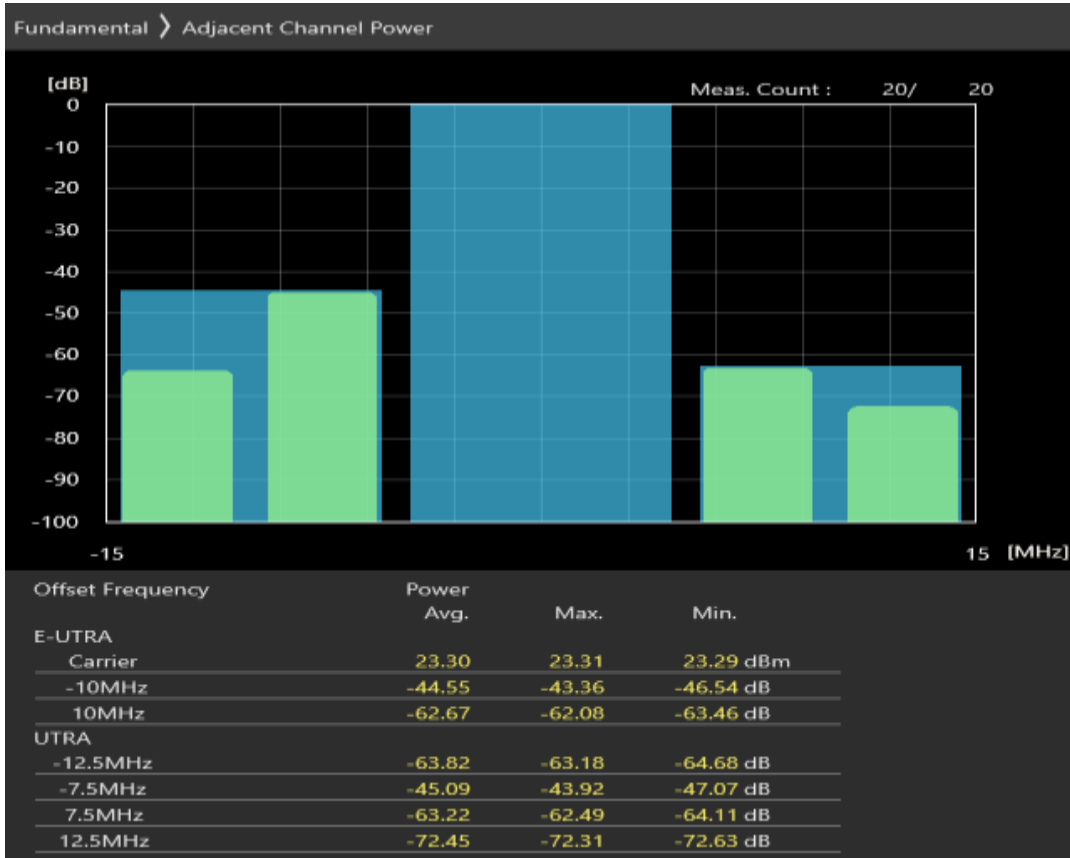 Fundamental 〉 Adjacent Channel Power
[dB]
Meas. Count : 20/ 20
0
-10
-20
-30
-40
-50
-60
-70
-80
-90
-100
-15 15 [MHz]
Offset Frequency Power
Avg. Max. Min.
E-UTRA
Carrier 23.30 23.31 23.29 dBm
-10MHz -44.55 -43.36 -46.54 dB
10MHz -62.67 -62.08 -63.46 dB
UTRA
-12.5MHz -63.82 -63.18 -64.68 dB
-7.5MHz -45.09 -43.92 -47.07 dB
7.5MHz -63.22 -62.49 -64.11 dB
12.5MHz -72.45 -72.31 -72.63 dB